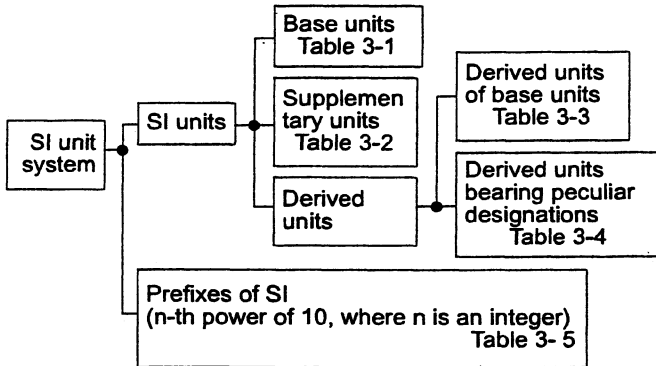 SI unit
system
SI units
Base units
Table 3-1
Supplemen
tary units
Table 3-2
Derived
units
Derived units
of base units
Table 3-3
Derived units
bearing peculiar
designations
Table 3-4
Prefixes of SI
(n-th power of 10, where n is an integer)
Table 3- 5